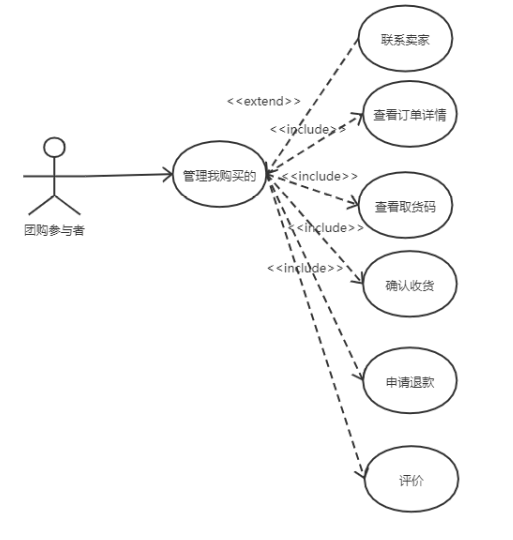 联系卖家
<<extend>>
查看订单详情
<<include>>
管理我购买的
<<include>>
查看取货码
团购参与者
<<include>>
<<include>>
确认收货
申请退款
评价